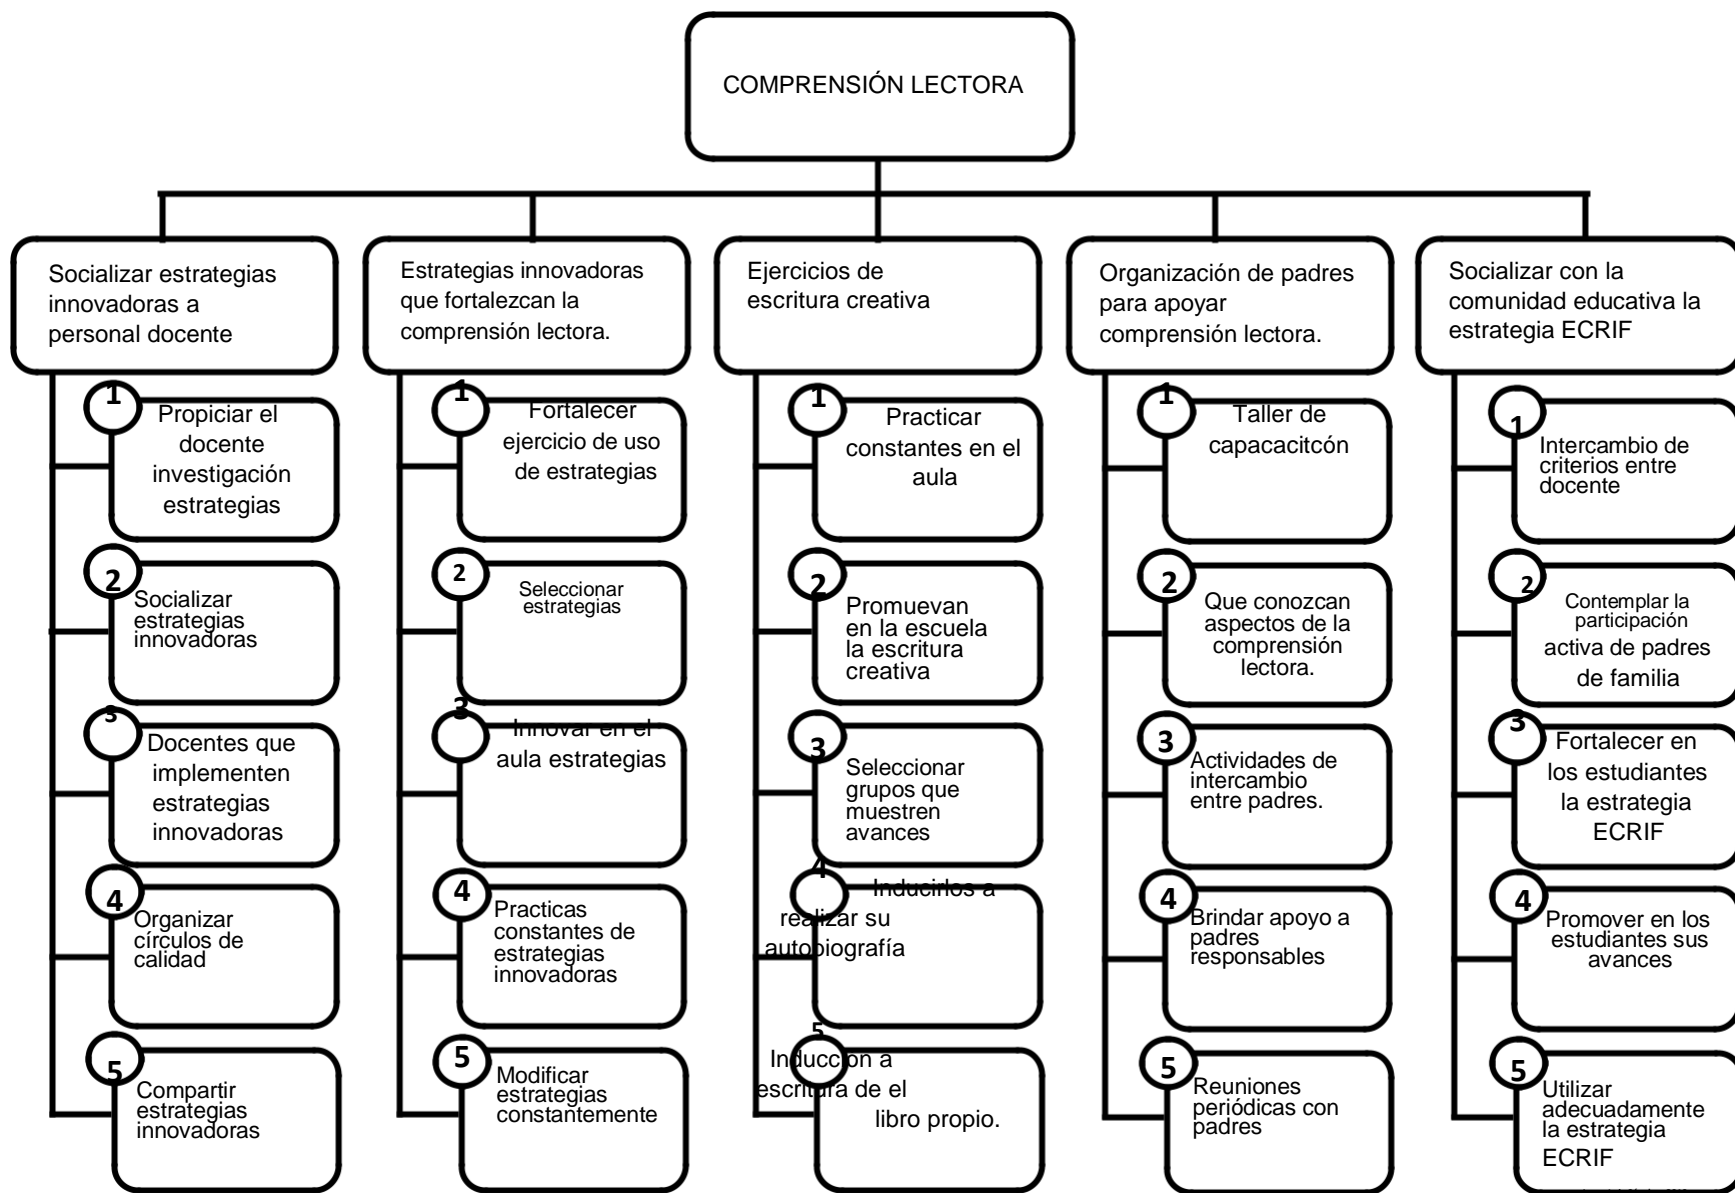 COMPRENSIÓN LECTORA
Socializar estrategias
innovadoras a
personal docente
1
Propiciar el
docente
investigación
estrategias
2
Socializar
estrategias
innovadoras
3
Docentes que
implementen
estrategias
innovadoras
4
Organizar
círculos de
calidad
5
Compartir
estrategias
innovadoras
Estrategias innovadoras
que fortalezcan la
comprensión lectora.
1
Fortalecer
ejercicio de uso
de estrategias
2
Seleccionar
estrategias
3
Innovar en el
aula estrategias
4
Practicas
constantes de
estrategias
innovadoras
5
Modificar
estrategias
constantemente
Ejercicios de
escritura creativa
1
Practicar
constantes en el
aula
2
Promuevan
en la escuela
la escritura
creativa
3
Seleccionar
grupos que
muestren
avances
4
Inducirlos a
realizar su
autobiografía
5
Inducción a
escritura de el
libro propio.
Organización de padres
para apoyar
comprensión lectora.
1
Taller de
capacacitcón
2
Que conozcan
aspectos de la
comprensión
lectora.
3
Actividades de
intercambio
entre padres.
4
Brindar apoyo a
padres
responsables
5
Reuniones
periódicas con
padres
Socializar con la
comunidad educativa la
estrategia ECRIF
1
Intercambio de
criterios entre
docente
2
Contemplar la
participación
activa de padres
de familia
3
Fortalecer en
los estudiantes
la estrategia
ECRIF
4
Promover en los
estudiantes sus
avances
5
Utilizar
adecuadamente
la estrategia
ECRIF